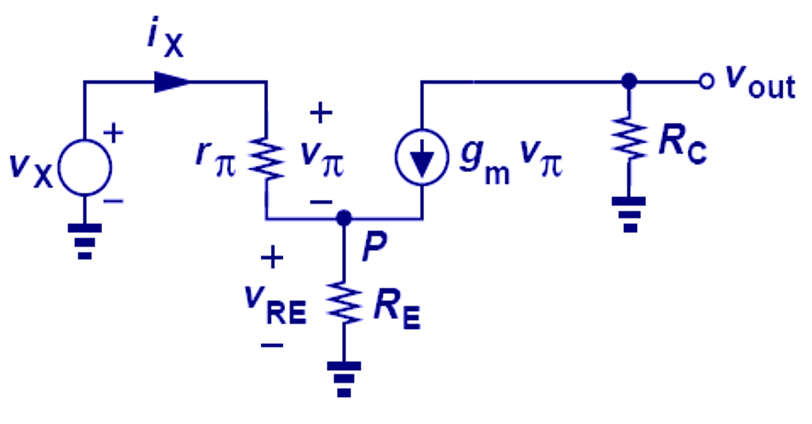 iX
vout
+
+
vX
rπ
vπ
gm vπ
RC
−
−
P
+
vRE
RE
−